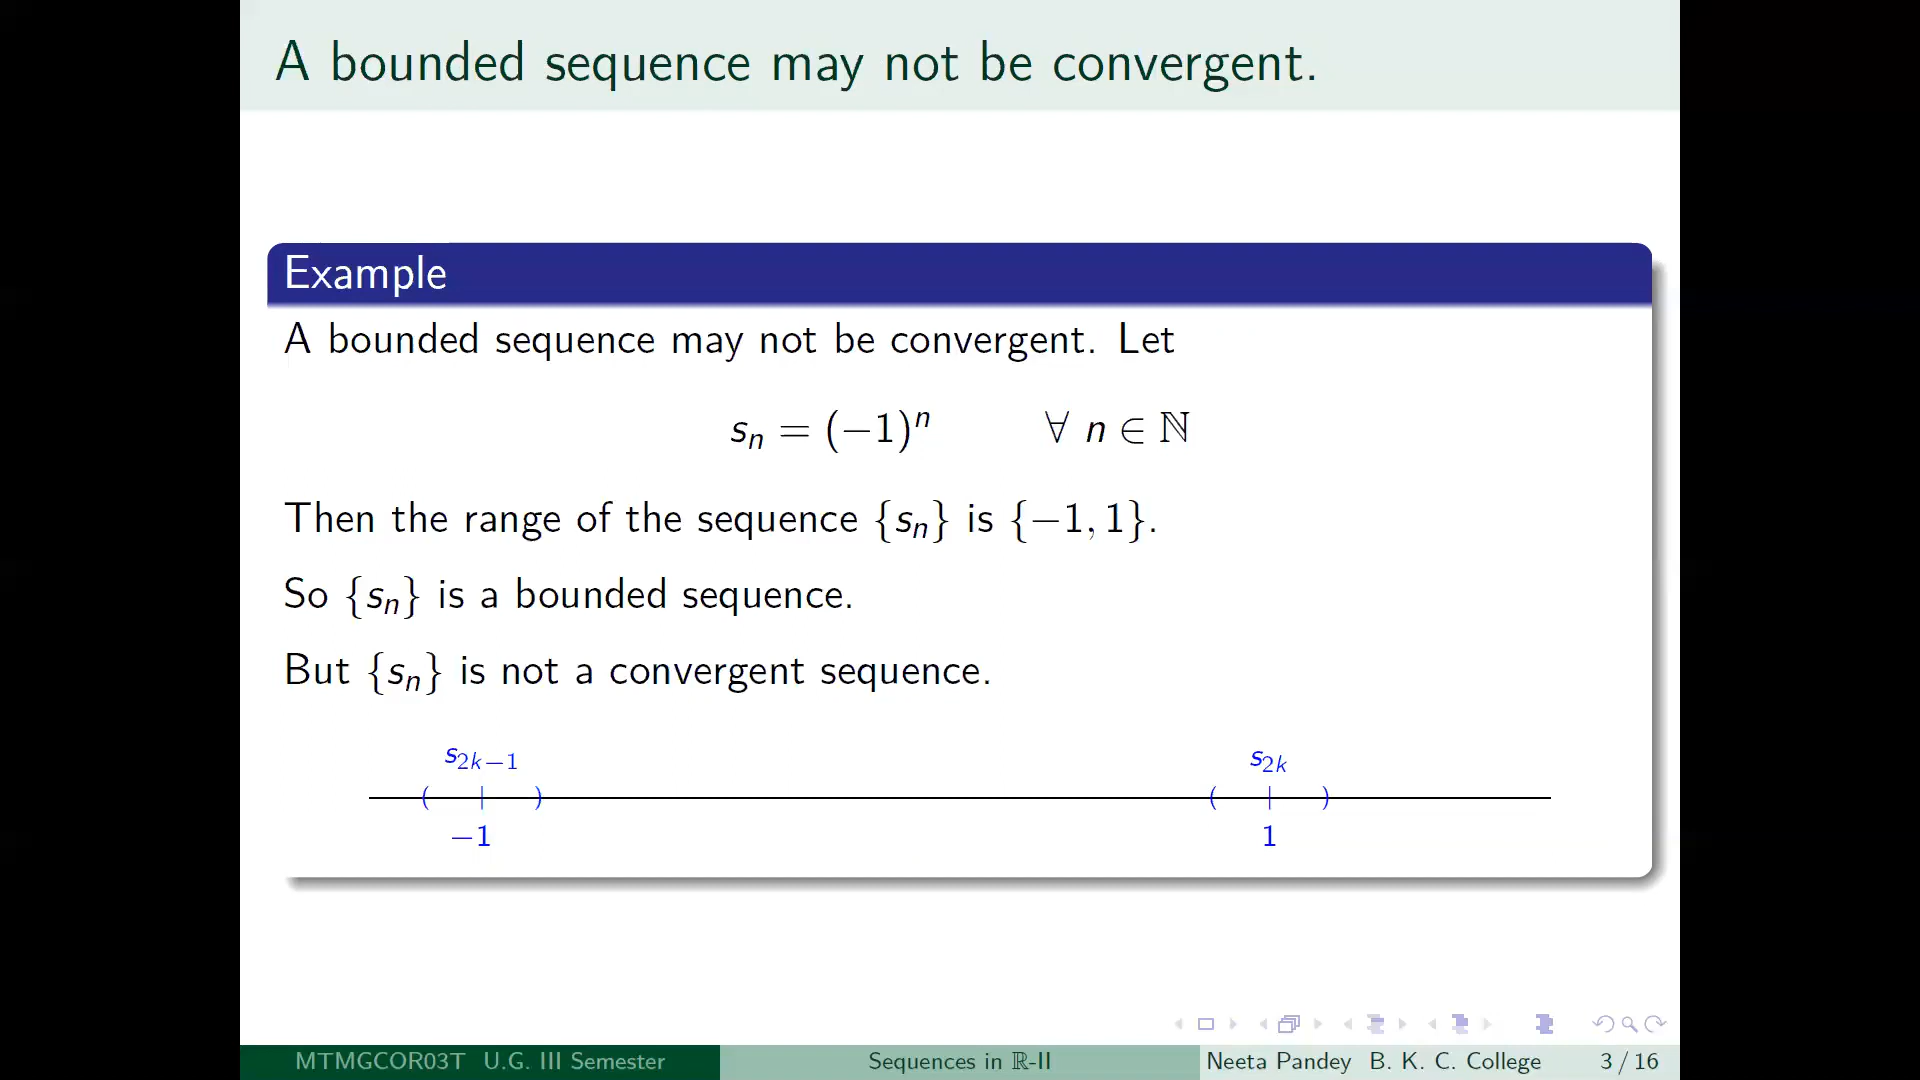 A bounded sequence may not be convergent.
Example
A bounded sequence may not be convergent. Let
sₙ = (−1)ⁿ ∀ n ∈ ℕ
Then the range of the sequence {sₙ} is {−1, 1}.
So {sₙ} is a bounded sequence.
But {sₙ} is not a convergent sequence.
s₂ₖ₋₁ s₂ₖ
( | ) ( | )
−1 1
MTMGCOR03T U.G. III Semester Sequences in ℝ-II Neeta Pandey B. K. C. College 3 / 16